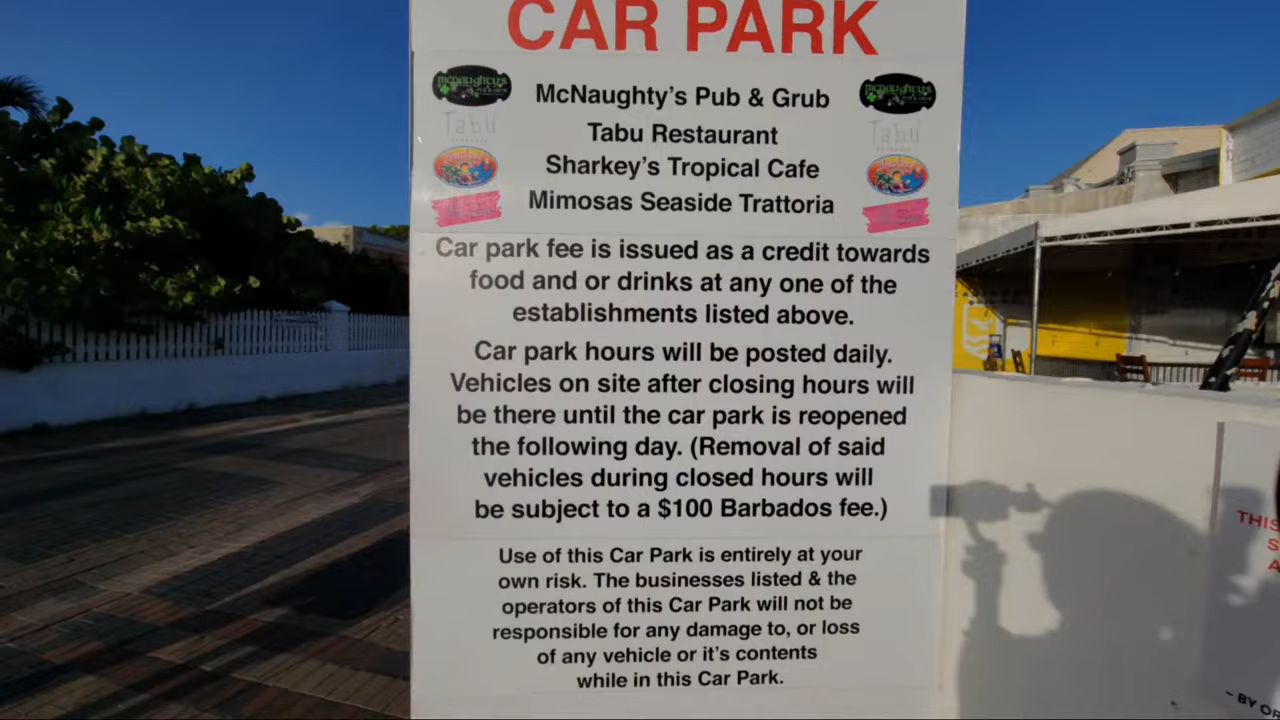 CAR PARK
McNaughty's Pub & Grub
Tabu Restaurant
Sharkey's Tropical Cafe
Mimosas Seaside Trattoria
Tabu
Tabu
Car park fee is issued as a credit towards
food and or drinks at any one of the
establishments listed above.
Car park hours will be posted daily.
Vehicles on site after closing hours will
be there until the car park is reopened
the following day. (Removal of said
vehicles during closed hours will
be subject to a $100 Barbados fee.)
Use of this Car Park is entirely at your
own risk. The businesses listed & the
operators of this Car Park will not be
responsible for any damage to, or loss
of any vehicle or it's contents
while in this Car Park.
THIS
S
A
- BY OF